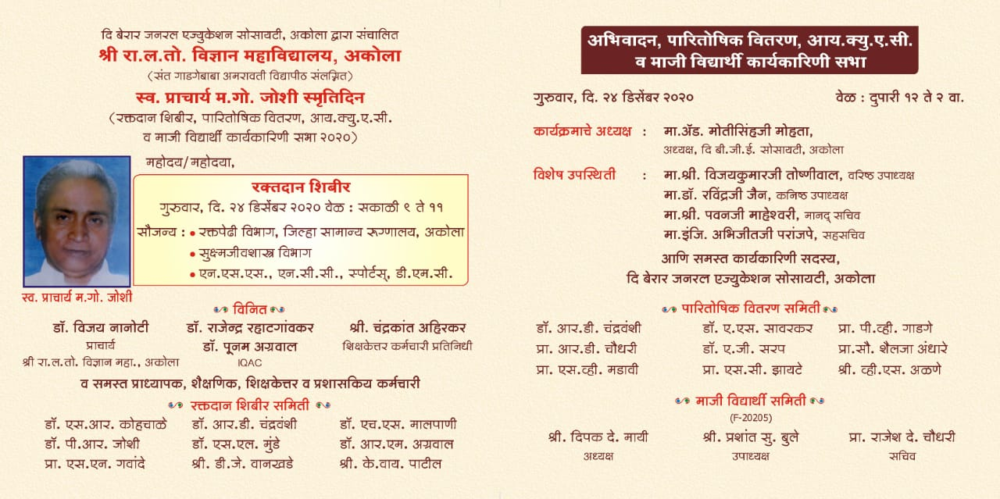 दि बेरार जनरल एज्युकेशन सोसायटी, अकोला द्वारा संचालित
श्री रा.ल.तो. विज्ञान महाविद्यालय, अकोला
(संत गाडगेबाबा अमरावती विद्यापीठ संलग्नित)
स्व. प्राचार्य म.गो. जोशी स्मृतिदिन
(रक्तदान शिबीर, पारितोषिक वितरण, आय.क्यु.ए.सी.
व माजी विद्यार्थी कार्यकारिणी सभा २०२०)
महोदय/महोदया,
रक्तदान शिबीर
गुरुवार, दि. २४ डिसेंबर २०२० वेळ : सकाळी ९ ते ११
सौजन्य : • रक्तपेढी विभाग, जिल्हा सामान्य रूग्णालय, अकोला
• सुक्ष्मजीवशास्त्र विभाग
• एन.एस.एस., एन.सी.सी., स्पोर्टस्, डी.एम.सी.
स्व. प्राचार्य म.गो. जोशी
विनित
डॉ. विजय नानोटी डॉ. राजेन्द्र रहाटगांवकर श्री. चंद्रकांत अहिरकर
प्राचार्य डॉ. पूनम अग्रवाल शिक्षकेत्तर कर्मचारी प्रतिनिधी
श्री रा.ल.तो. विज्ञान महा., अकोला IQAC
व समस्त प्राध्यापक, शैक्षणिक, शिक्षकेत्तर व प्रशासकिय कर्मचारी
रक्तदान शिबीर समिती
डॉ. एस.आर. कोहचाळे डॉ. आर.डी. चंद्रवंशी डॉ. एच.एस. मालपाणी
डॉ. पी.आर. जोशी डॉ. एस.एल. मुंडे डॉ. आर.एम. अग्रवाल
प्रा. एस.एन. गवांदे श्री. डी.जे. वानखडे श्री. के.वाय. पाटील
अभिवादन, पारितोषिक वितरण, आय.क्यु.ए.सी.
व माजी विद्यार्थी कार्यकारिणी सभा
गुरुवार, दि. २४ डिसेंबर २०२० वेळ : दुपारी १२ ते २ वा.
कार्यक्रमाचे अध्यक्ष : मा.ॲड. मोतीसिंहजी मोहता,
अध्यक्ष, दि बी.जी.ई. सोसायटी, अकोला
विशेष उपस्थिती : मा.श्री. विजयकुमारजी तोष्णीवाल, वरिष्ठ उपाध्यक्ष
मा.डॉ. रविंद्रजी जैन, कनिष्ठ उपाध्यक्ष
मा.श्री. पवनजी माहेश्वरी, मानद् सचिव
मा.इंजि. अभिजीतजी परांजपे, सहसचिव
आणि समस्त कार्यकारिणी सदस्य,
दि बेरार जनरल एज्युकेशन सोसायटी, अकोला
पारितोषिक वितरण समिती
डॉ. आर.डी. चंद्रवंशी डॉ. ए.एस. सावरकर प्रा. पी.व्ही. गाडगे
प्रा. आर.डी. चौधरी डॉ. ए.जी. सरप प्रा.सौ. शैलजा अंधारे
प्रा. एस.व्ही. मडावी प्रा. एस.सी. झायटे श्री. व्ही.एस. अळणे
माजी विद्यार्थी समिती
(F-20205)
श्री. दिपक दे. मायी श्री. प्रशांत सु. बुले प्रा. राजेश दे. चौधरी
अध्यक्ष उपाध्यक्ष सचिव